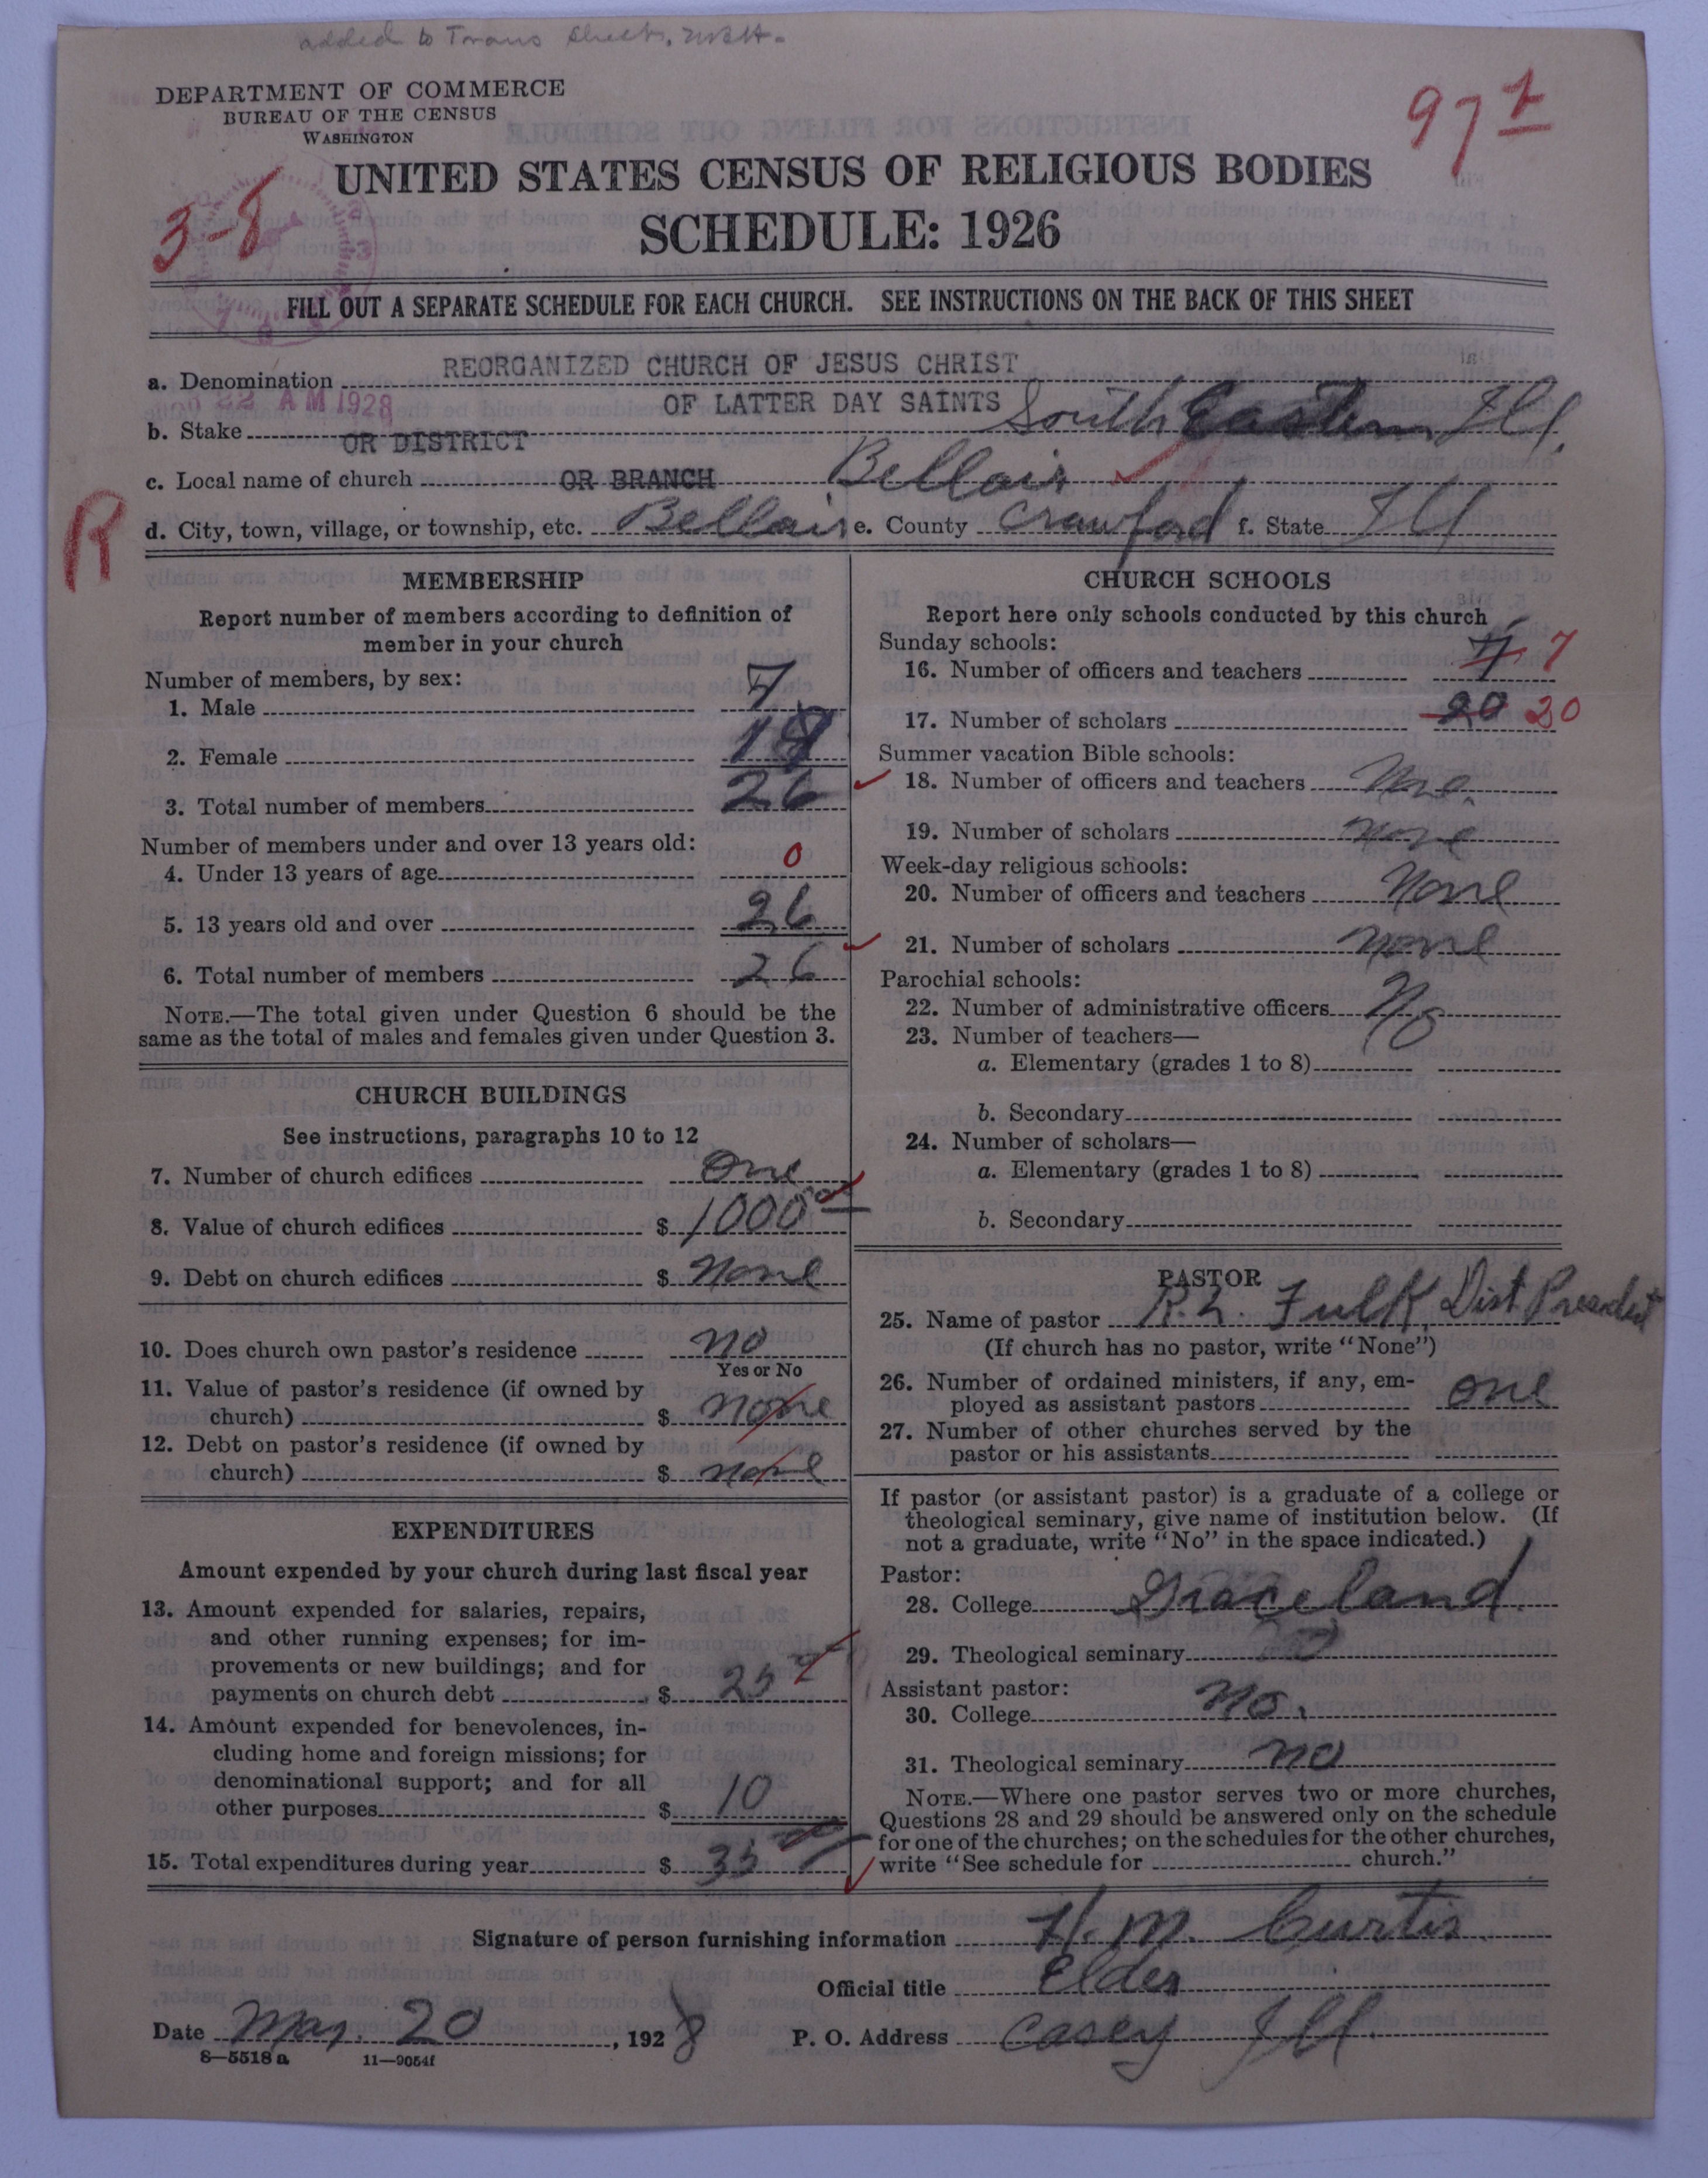 added to Trans Sheet. MBH.
DEPARTMENT OF COMMERCE
BUREAU OF THE CENSUS
WASHINGTON
97
3-8
UNITED STATES CENSUS OF RELIGIOUS BODIES
SCHEDULE: 1926
FILL OUT A SEPARATE SCHEDULE FOR EACH CHURCH. SEE INSTRUCTIONS ON THE BACK OF THIS SHEET
a. Denomination REORGANIZED CHURCH OF JESUS CHRIST
22 AM 1928 OF LATTER DAY SAINTS
b. Stake OR DISTRICT South Eastern Ill.
c. Local name of church OR BRANCH Bellair
R
d. City, town, village, or township, etc. Bellair e. County Crawford f. State Ill
MEMBERSHIP
Report number of members according to definition of
member in your church
Number of members, by sex:
1. Male 7
2. Female 19
3. Total number of members 26
Number of members under and over 13 years old:
4. Under 13 years of age 0
5. 13 years old and over 26
6. Total number of members 26
NOTE.—The total given under Question 6 should be the
same as the total of males and females given under Question 3.
CHURCH BUILDINGS
See instructions, paragraphs 10 to 12
7. Number of church edifices one
8. Value of church edifices $ 1000
9. Debt on church edifices $ None
10. Does church own pastor's residence no
Yes or No
11. Value of pastor's residence (if owned by
church) $ none
12. Debt on pastor's residence (if owned by
church) $ none
EXPENDITURES
Amount expended by your church during last fiscal year
13. Amount expended for salaries, repairs,
and other running expenses; for im-
provements or new buildings; and for
payments on church debt $ 25
14. Amount expended for benevolences, in-
cluding home and foreign missions; for
denominational support; and for all
other purposes $ 10
15. Total expenditures during year $ 35
CHURCH SCHOOLS
Report here only schools conducted by this church
Sunday schools:
16. Number of officers and teachers 7 7
17. Number of scholars 20 20
Summer vacation Bible schools:
18. Number of officers and teachers None
19. Number of scholars none
Week-day religious schools:
20. Number of officers and teachers None
21. Number of scholars none
Parochial schools:
22. Number of administrative officers No
23. Number of teachers—
a. Elementary (grades 1 to 8)
b. Secondary
24. Number of scholars—
a. Elementary (grades 1 to 8)
b. Secondary
PASTOR
25. Name of pastor R. L. Fulk, Dist President
(If church has no pastor, write "None")
26. Number of ordained ministers, if any, em-
ployed as assistant pastors one
27. Number of other churches served by the
pastor or his assistants
If pastor (or assistant pastor) is a graduate of a college or
theological seminary, give name of institution below. (If
not a graduate, write "No" in the space indicated.)
Pastor:
28. College Graceland
29. Theological seminary
Assistant pastor:
30. College No.
31. Theological seminary no
NOTE.—Where one pastor serves two or more churches,
Questions 28 and 29 should be answered only on the schedule
for one of the churches; on the schedules for the other churches,
write "See schedule for church."
Signature of person furnishing information H. M. Curtis
Official title Elder
Date Mar. 20, 1928 P. O. Address Casey Ill.
8—5518a 11—9054f